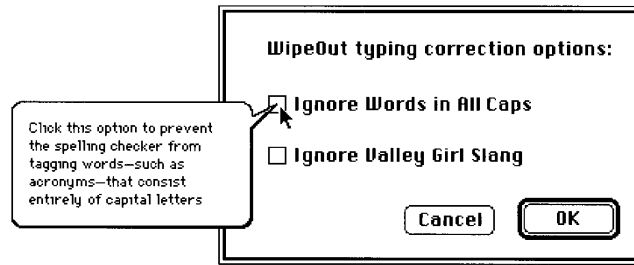 WipeOut typing correction options:
Ignore Words in All Caps
Click this option to prevent
the spelling checker from
tagging words—such as
acronyms—that consist
entirely of capital letters
Ignore Valley Girl Slang
Cancel
OK